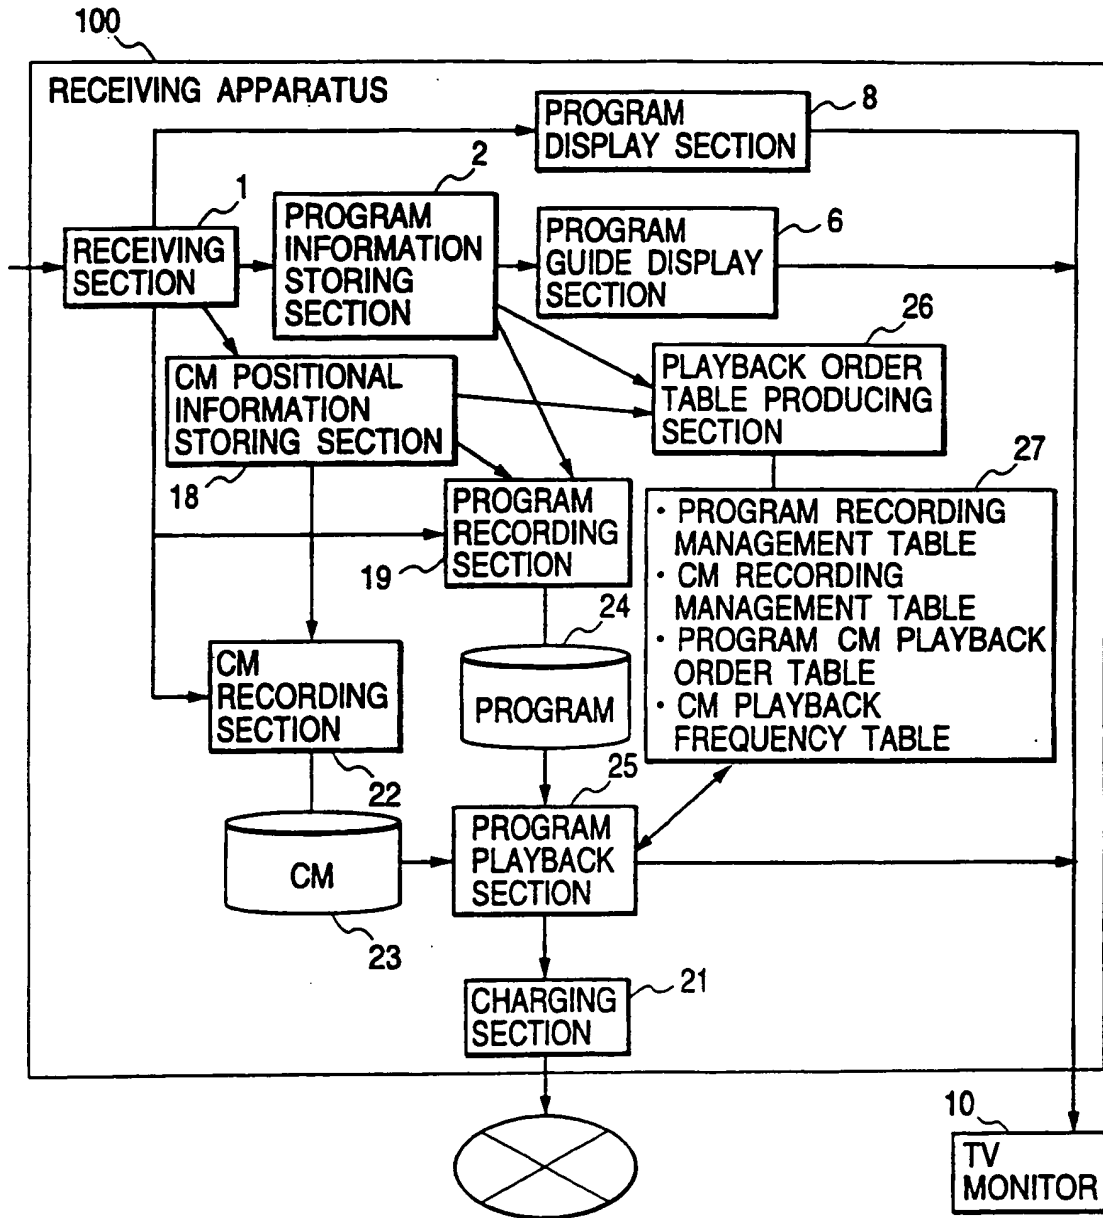 100
RECEIVING APPARATUS
PROGRAM
DISPLAY SECTION
8
2
1
RECEIVING
SECTION
PROGRAM
INFORMATION
STORING
SECTION
PROGRAM
GUIDE DISPLAY
SECTION
6
26
CM POSITIONAL
INFORMATION
STORING SECTION
18
PLAYBACK ORDER
TABLE PRODUCING
SECTION
27
PROGRAM
RECORDING
SECTION
19
• PROGRAM RECORDING
MANAGEMENT TABLE
• CM RECORDING
MANAGEMENT TABLE
• PROGRAM CM PLAYBACK
ORDER TABLE
• CM PLAYBACK
FREQUENCY TABLE
24
PROGRAM
CM
RECORDING
SECTION
22
25
PROGRAM
PLAYBACK
SECTION
CM
23
CHARGING
SECTION
21
10
TV
MONITOR